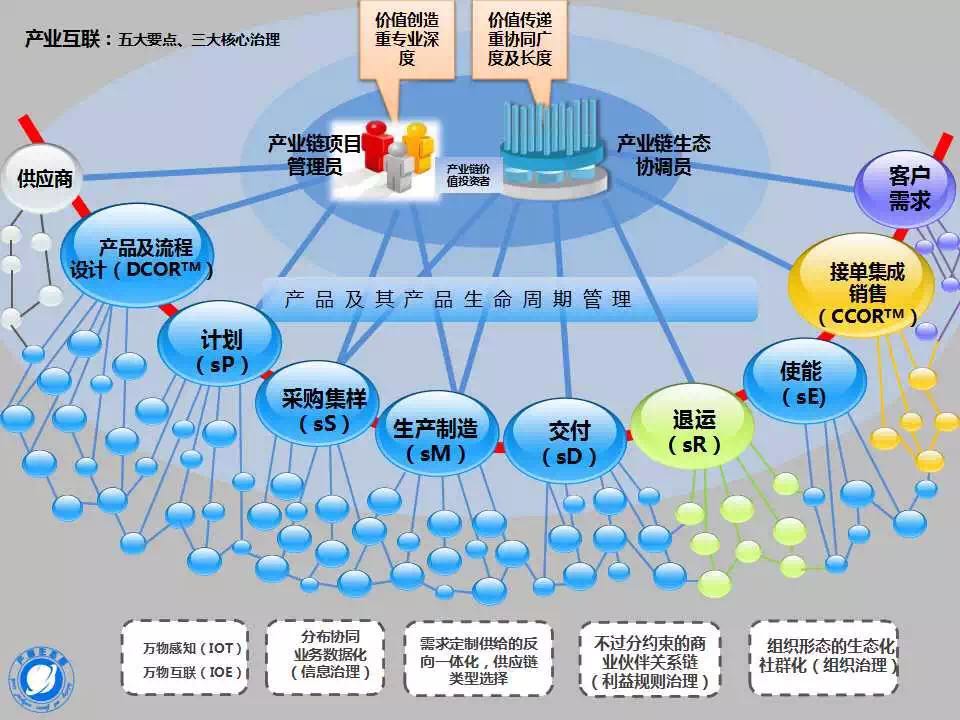 产业互联：五大要点、三大核心治理
价值创造
重专业深
度
价值传递
重协同广
度及长度
产业链项目
管理员
产业链价
值投资者
产业链生态
协调员
供应商
客户
需求
产品及流程
设计（DCOR™）
接单集成
销售
（CCOR™）
产品及其产品生命周期管理
计划
（sP）
采购集样
（sS）
生产制造
（sM）
交付
（sD）
退运
（sR）
使能
（sE)
万物感知（IOT）
万物互联（IOE）
分布协同
业务数据化
（信息治理）
需求定制供给的反
向一体化，供应链
类型选择
不过分约束的商
业伙伴关系链
（利益规则治理）
组织形态的生态化
社群化（组织治理）